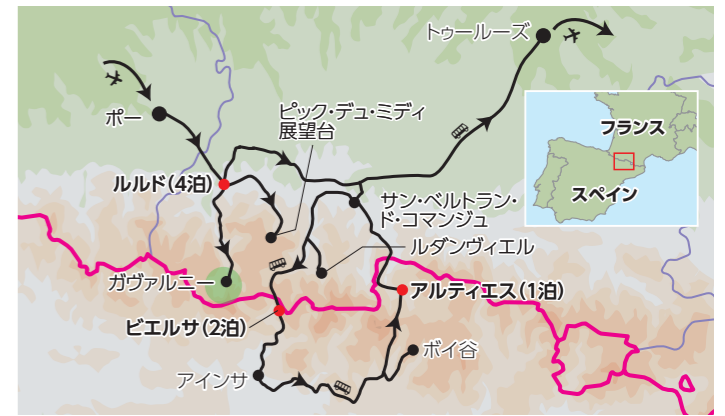 トゥールーズ
ポー
ピック・デュ・ミディ
展望台
フランス
スペイン
ルルド(4泊)
サン・ベルトラン・
ド・コマンジュ
ルダンヴィエル
ガヴァルニー
アルティエス(1泊)
ビエルサ(2泊)
ボイ谷
アインサ